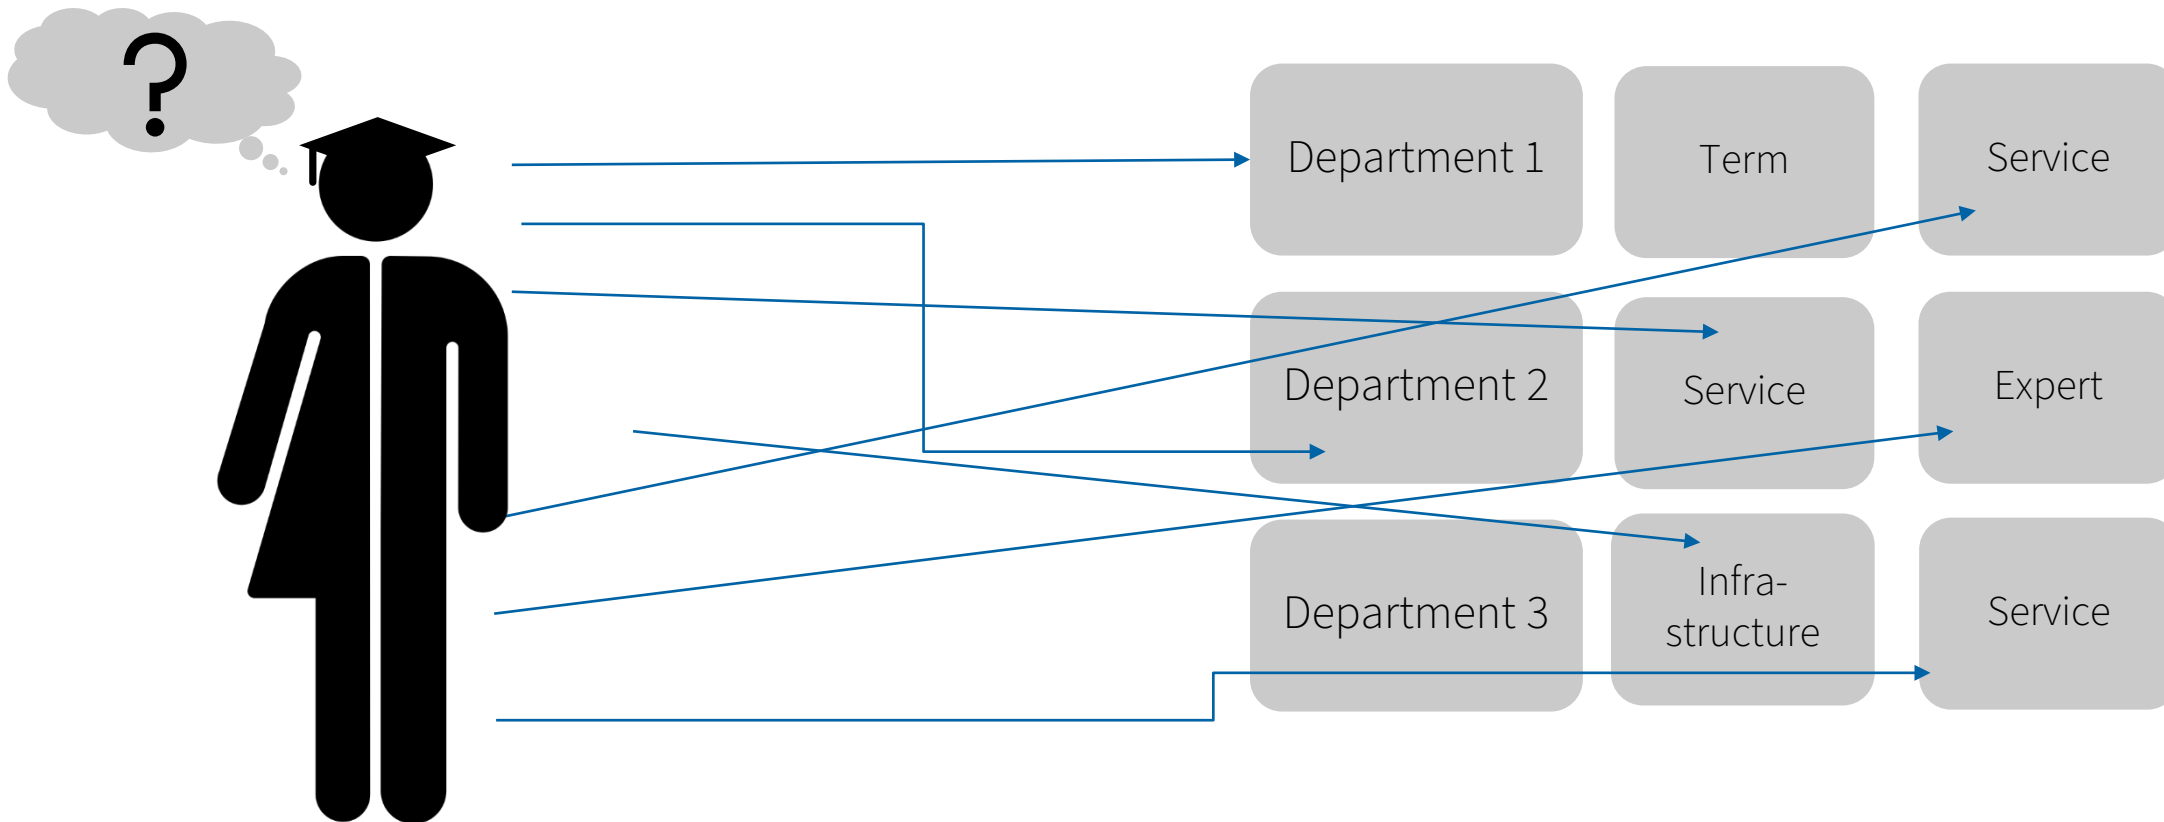 ?
Department 1
Term
Service
Department 2
Service
Expert
Department 3
Infra-
structure
Service